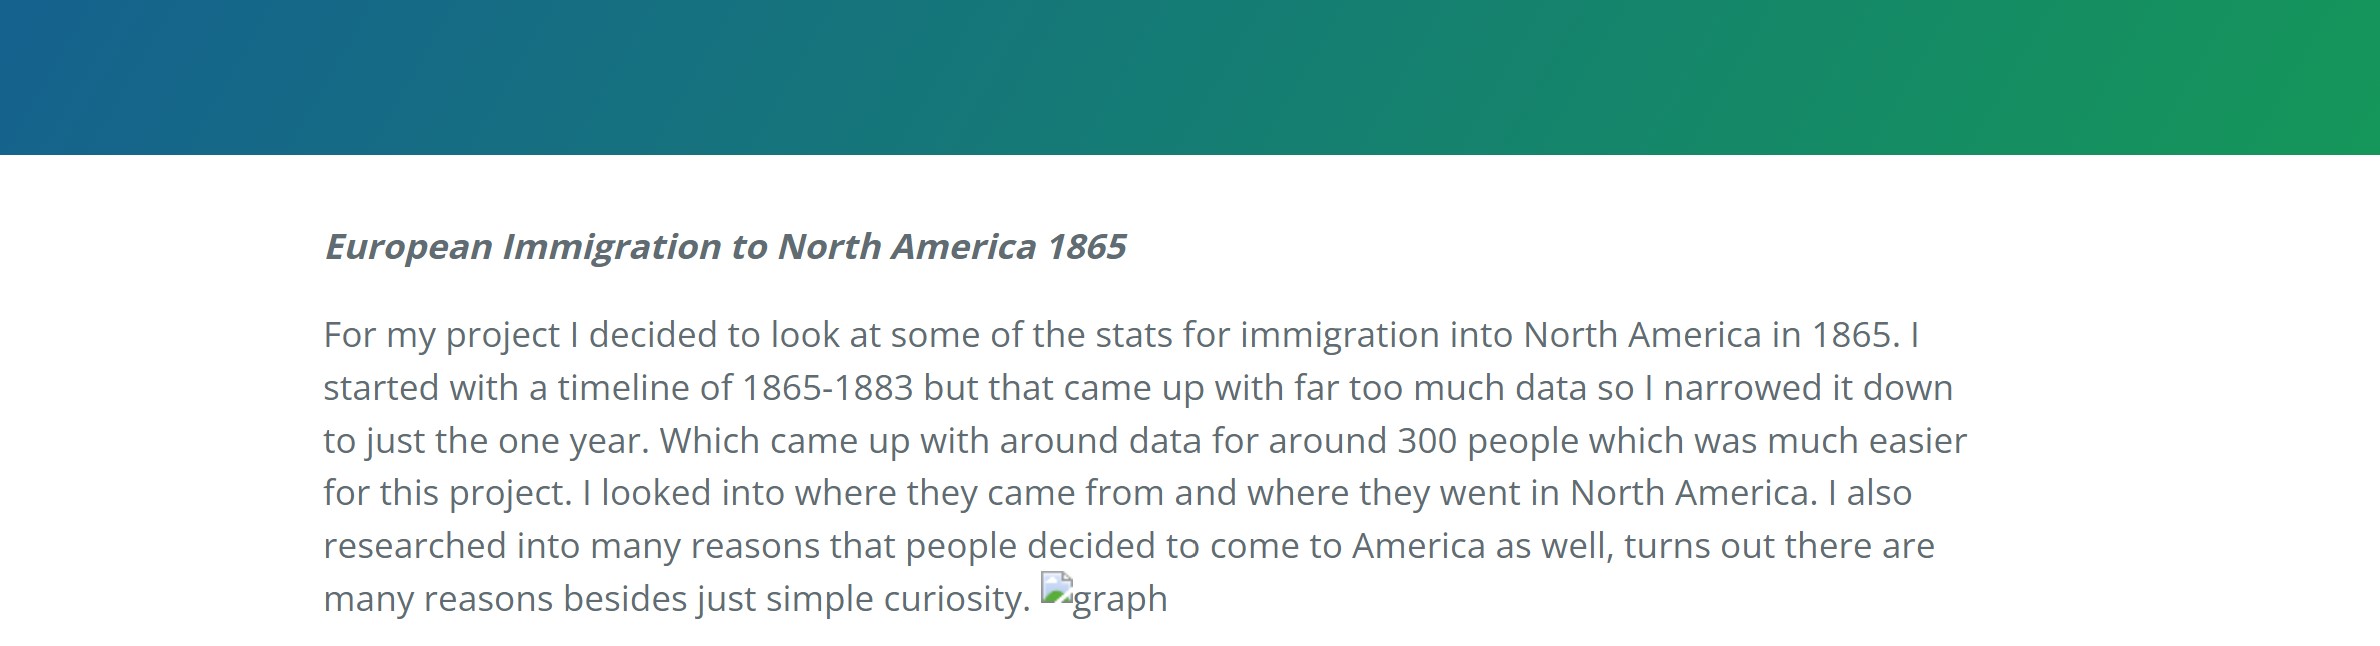 European Immigration to North America 1865
For my project I decided to look at some of the stats for immigration into North America in 1865. I
started with a timeline of 1865-1883 but that came up with far too much data so I narrowed it down
to just the one year. Which came up with around data for around 300 people which was much easier
for this project. I looked into where they came from and where they went in North America. I also
researched into many reasons that people decided to come to America as well, turns out there are
many reasons besides just simple curiosity. graph